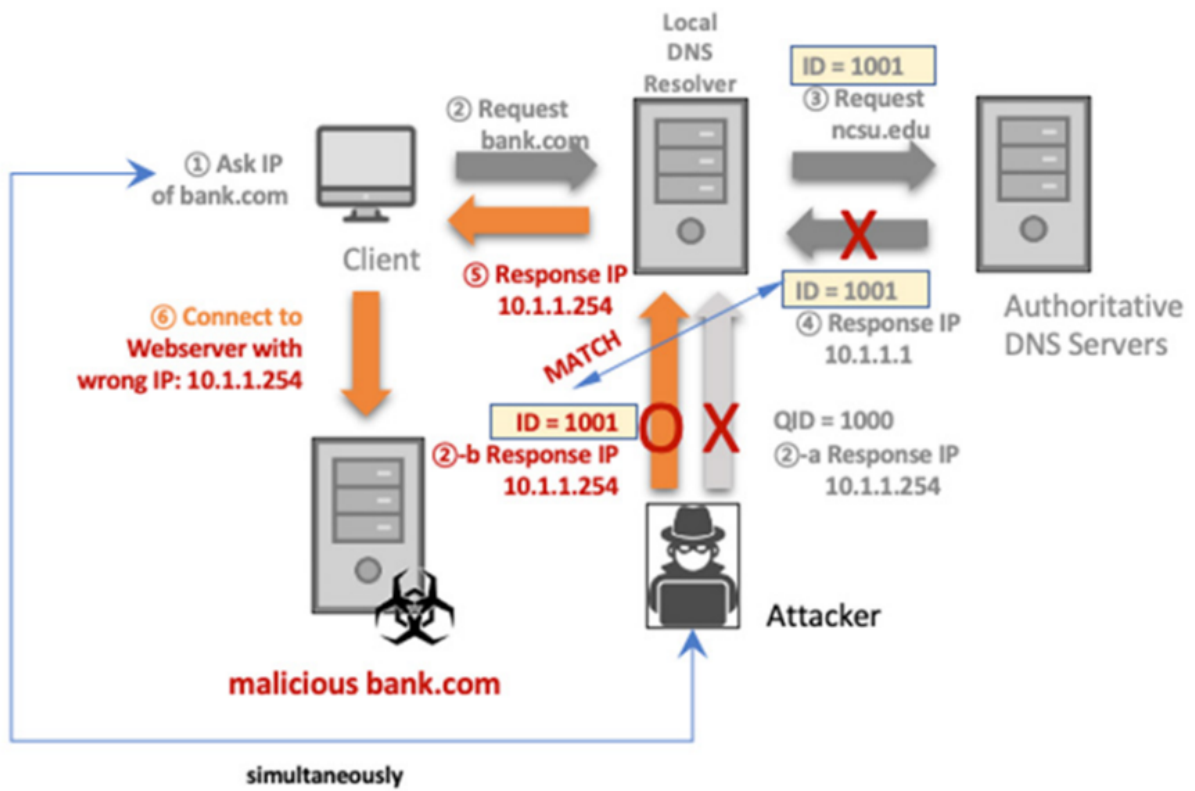 Local
DNS
Resolver
ID = 1001
③ Request
ncsu.edu
② Request
bank.com
① Ask IP
of bank.com
Client
X
⑤ Response IP
10.1.1.254
ID = 1001
④ Response IP
10.1.1.1
Authoritative
DNS Servers
⑥ Connect to
Webserver with
wrong IP: 10.1.1.254
MATCH
ID = 1001
②-b Response IP
10.1.1.254
O
X
QID = 1000
②-a Response IP
10.1.1.254
Attacker
malicious bank.com
simultaneously